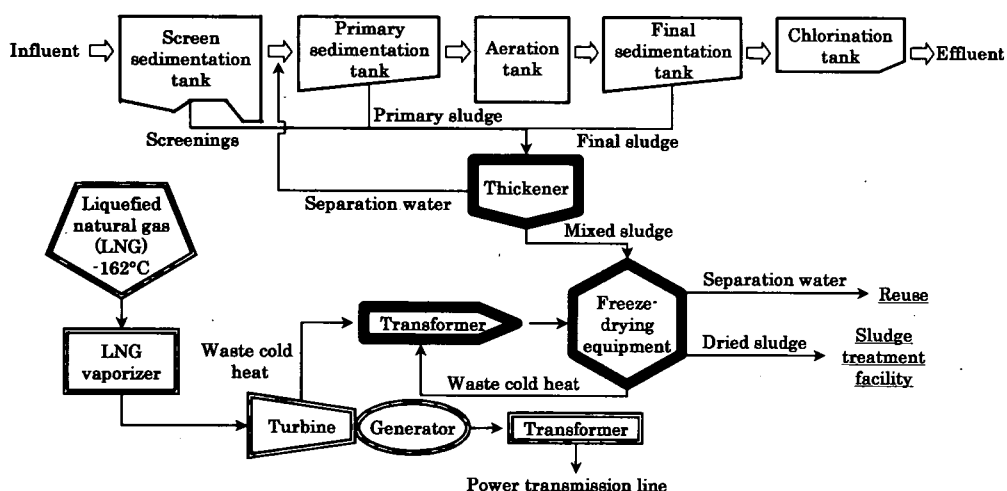 Influent
Screen
sedimentation
tank
Primary
sedimentation
tank
Aeration
tank
Final
sedimentation
tank
Chlorination
tank
Effluent
Screenings
Primary sludge
Final sludge
Thickener
Separation water
Mixed sludge
Liquefied
natural gas
(LNG)
-162°C
LNG
vaporizer
Waste cold
heat
Transformer
Freeze-
drying
equipment
Separation water
Reuse
Dried sludge
Sludge
treatment
facility
Waste cold heat
Turbine
Generator
Transformer
Power transmission line